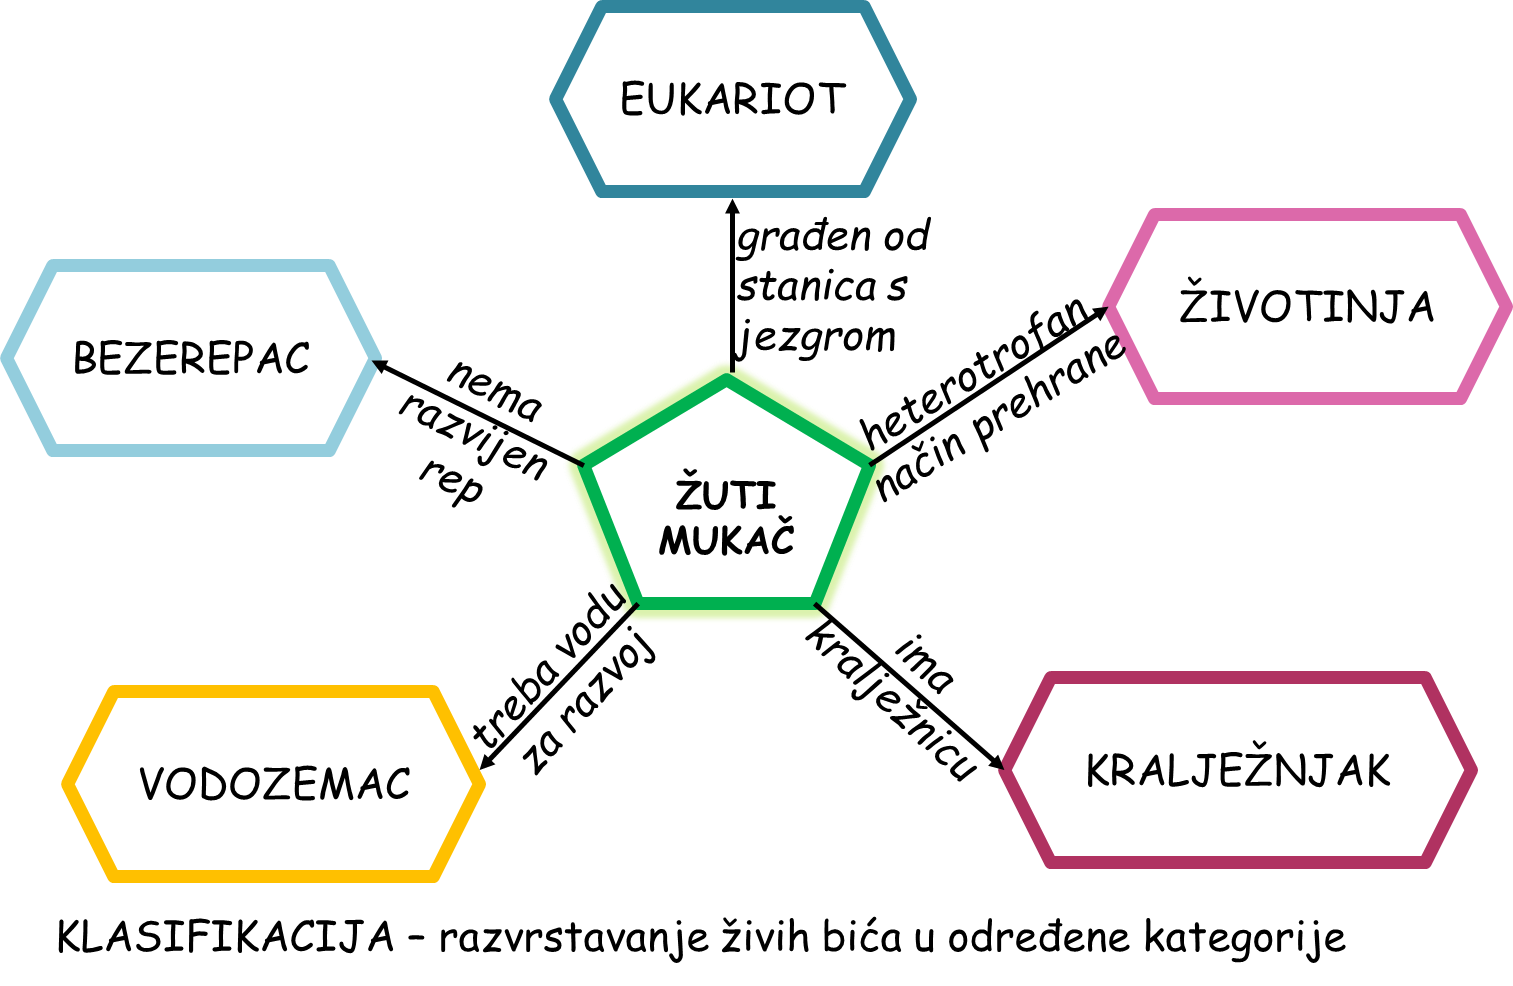 EUKARIOT
građen od
stanica s
jezgrom
ŽIVOTINJA
heterotrofan
način prehrane
BEZEREPAC
nema
razvijen
rep
ŽUTI
MUKAČ
treba vodu
za razvoj
ima
kralježnicu
VODOZEMAC
KRALJEŽNJAK
KLASIFIKACIJA – razvrstavanje živih bića u određene kategorije